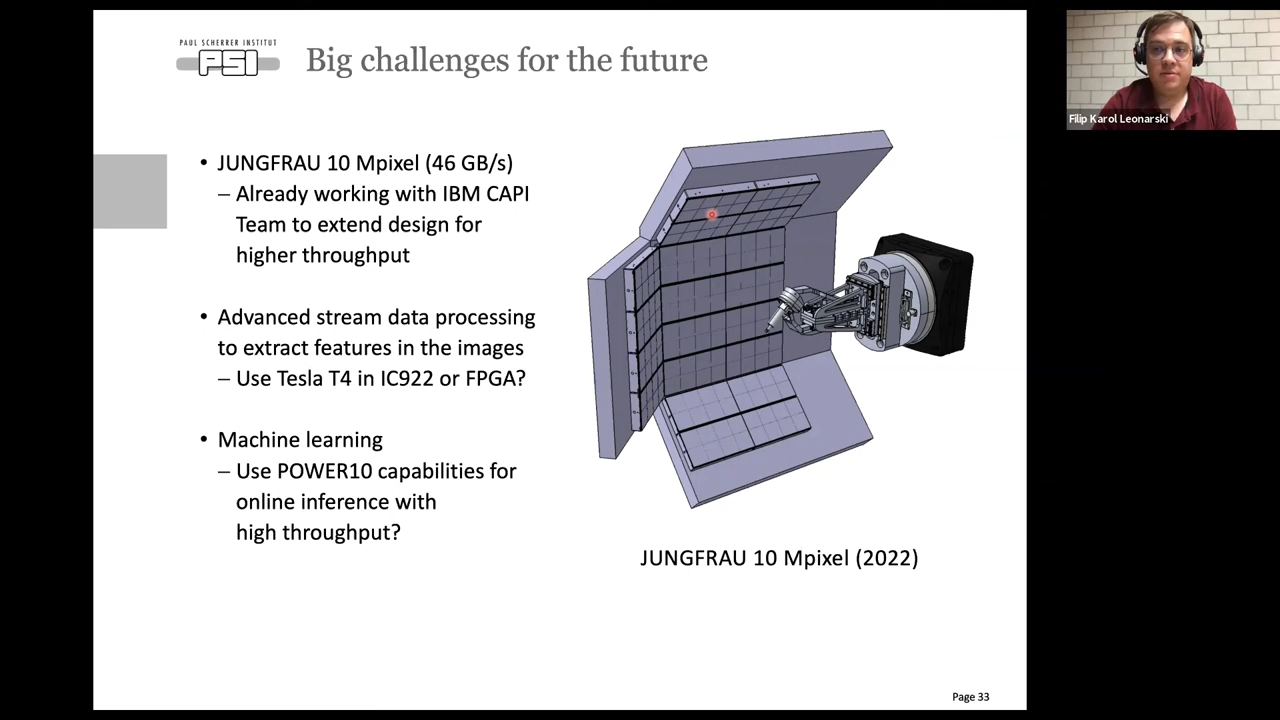 PAUL SCHERRER INSTITUT
PSI
Big challenges for the future
• JUNGFRAU 10 Mpixel (46 GB/s)
– Already working with IBM CAPI
Team to extend design for
higher throughput
• Advanced stream data processing
to extract features in the images
– Use Tesla T4 in IC922 or FPGA?
• Machine learning
– Use POWER10 capabilities for
online inference with
high throughput?
JUNGFRAU 10 Mpixel (2022)
Page 33
Filip Karol Leonarski